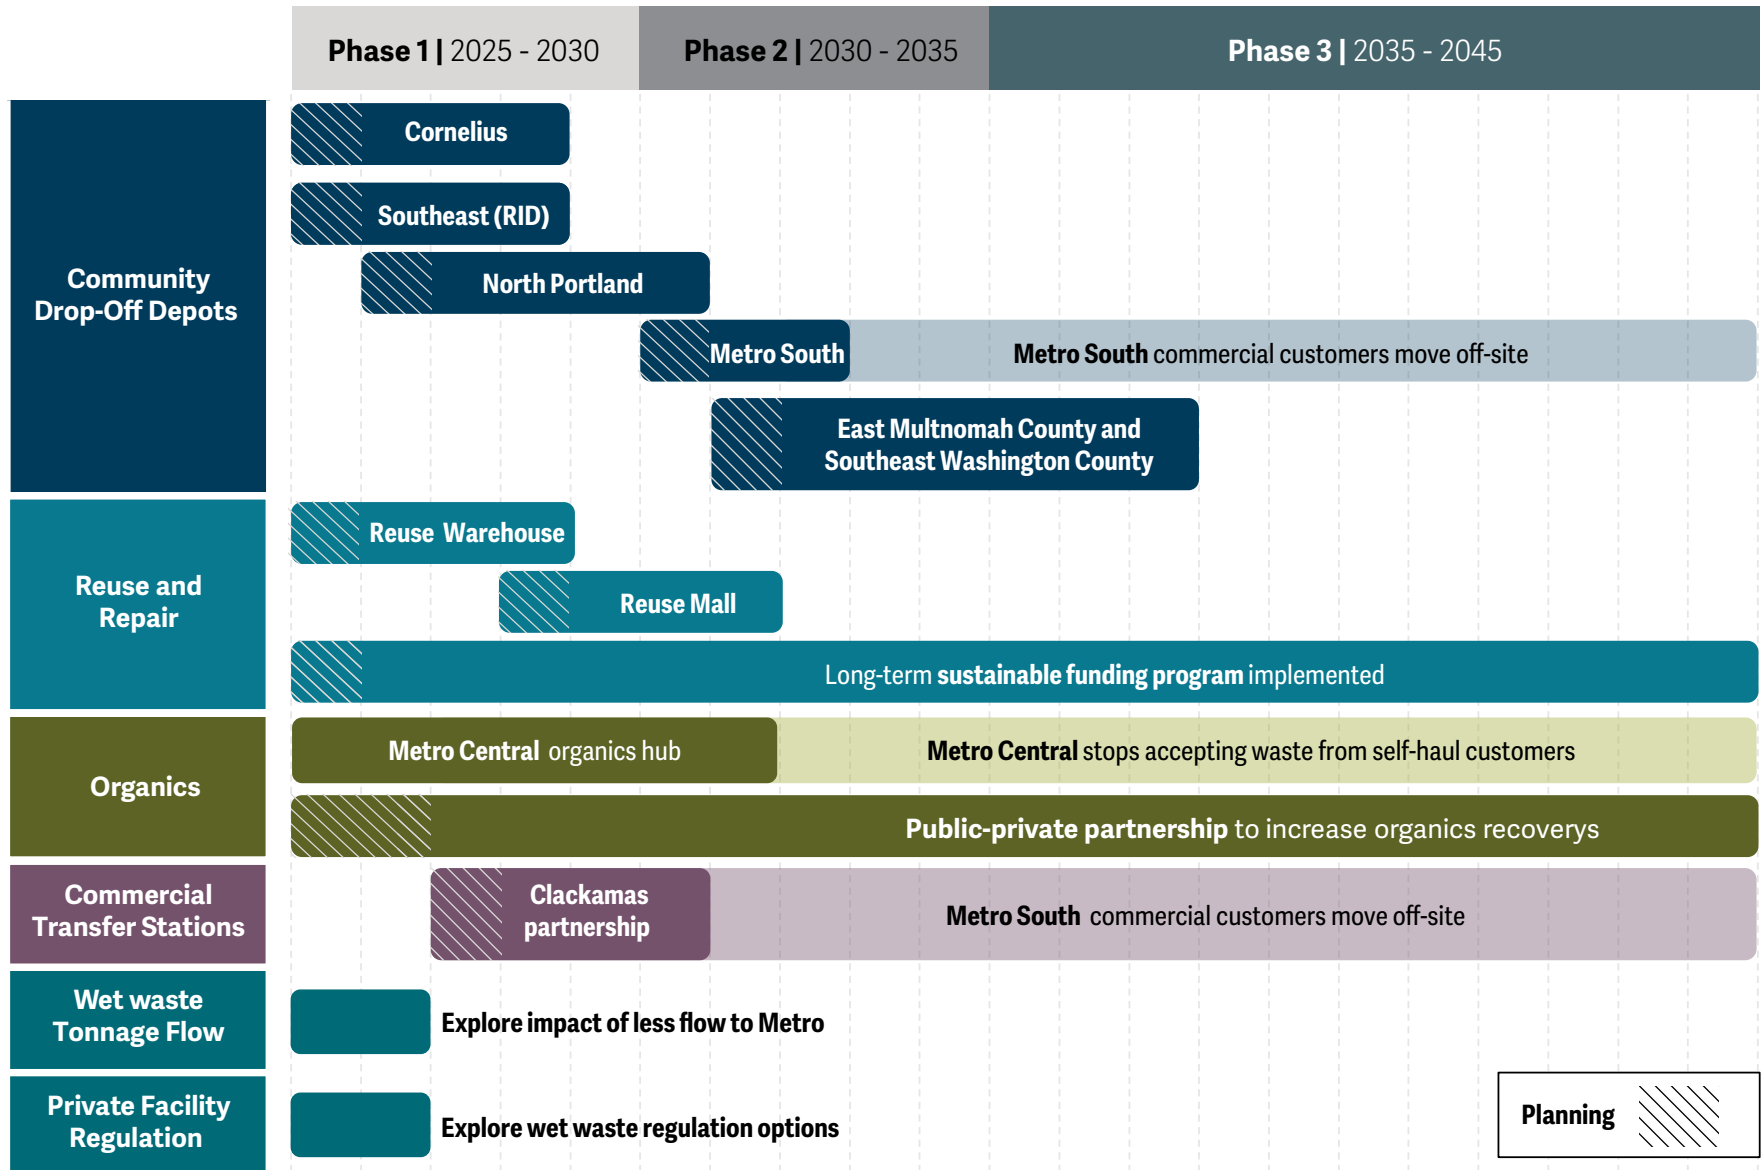 Phase 1 | 2025 - 2030
Phase 2 | 2030 - 2035
Phase 3 | 2035 - 2045
Community
Drop-Off Depots
Cornelius
Southeast (RID)
North Portland
Metro South
Metro South commercial customers move off-site
East Multnomah County and
Southeast Washington County
Reuse and
Repair
Reuse Warehouse
Reuse Mall
Long-term sustainable funding program implemented
Organics
Metro Central organics hub
Metro Central stops accepting waste from self-haul customers
Public-private partnership to increase organics recoverys
Commercial
Transfer Stations
Clackamas
partnership
Metro South commercial customers move off-site
Wet waste
Tonnage Flow
Explore impact of less flow to Metro
Private Facility
Regulation
Explore wet waste regulation options
Planning